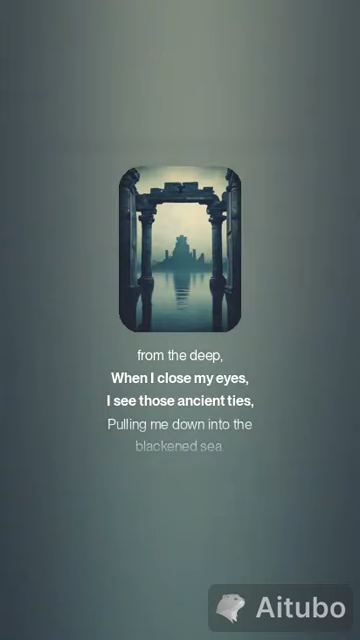 from the deep,
When I close my eyes,
I see those ancient ties,
Pulling me down into the
blackened sea.
Aitubo